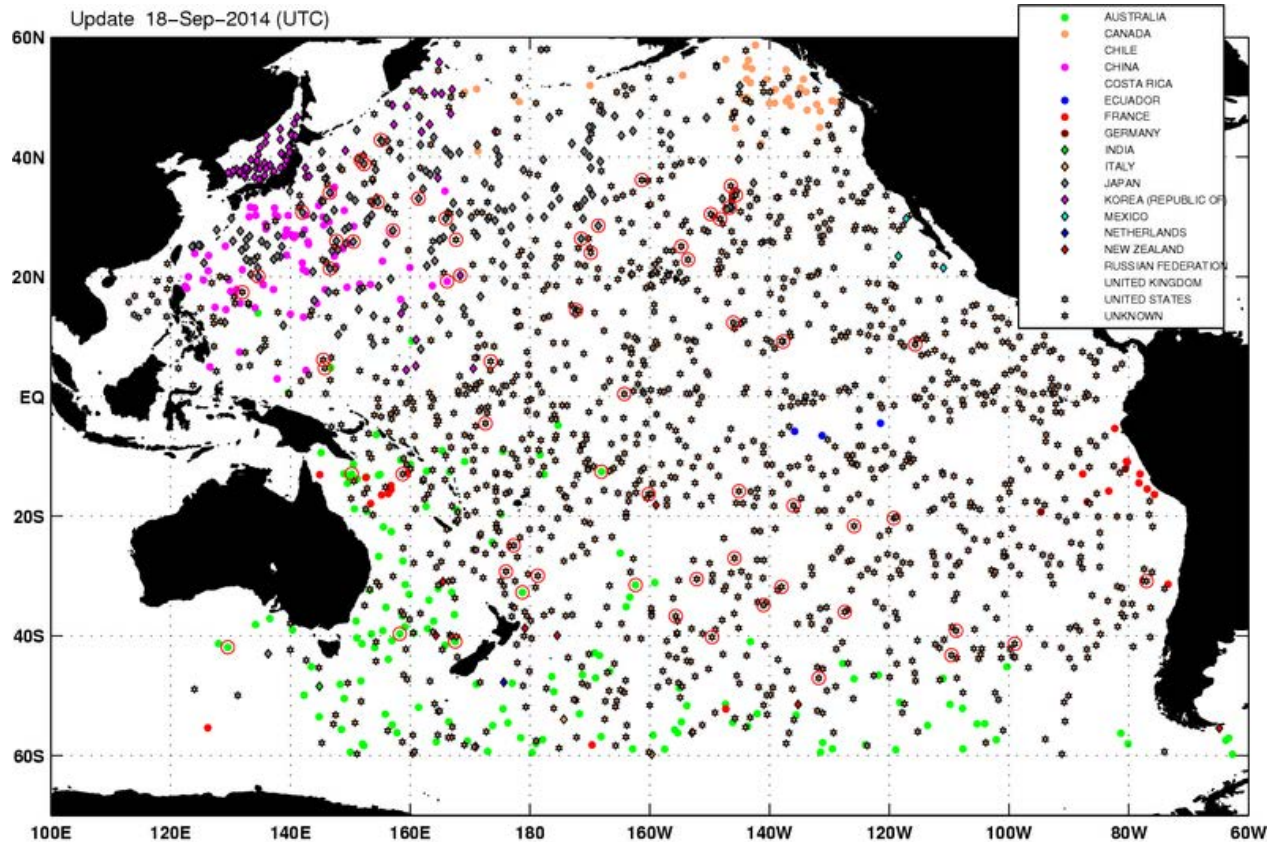 Update 18-Sep-2014 (UTC)
AUSTRALIA
CANADA
CHILE
CHINA
COSTA RICA
ECUADOR
FRANCE
GERMANY
INDIA
ITALY
JAPAN
KOREA (REPUBLIC OF)
MEXICO
NETHERLANDS
NEW ZEALAND
RUSSIAN FEDERATION
UNITED KINGDOM
UNITED STATES
UNKNOWN
60N
40N
20N
EQ
20S
40S
60S
100E 120E 140E 160E 180 160W 140W 120W 100W 80W 60W